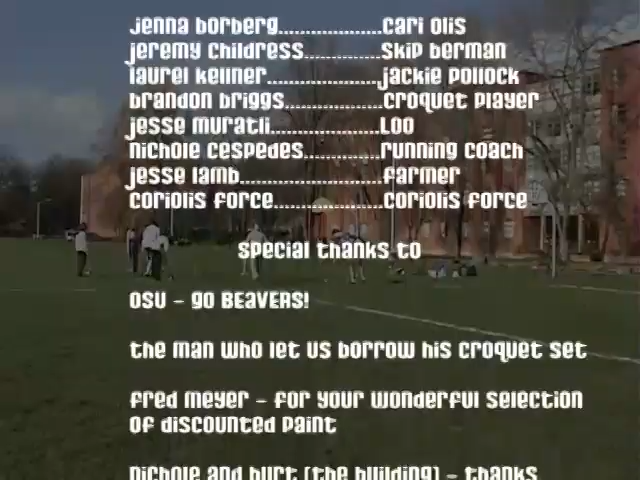 Jenna Borberg..................Cari Olis
Jeremy Childress.............Skip Berman
Laurel Kellner...................Jackie Pollock
Brandon Briggs.................Croquet Player
Jesse Muratli...................Loo
Nichole Cespedes.............Running Coach
Jesse Lamb.........................Farmer
Coriolis Force...................Coriolis Force
Special Thanks To
OSU - Go BEAVERS!
The man who let us borrow his croquet set
Fred Meyer - For your wonderful selection
of discounted paint
Nichole and Burt (the building) - thanks